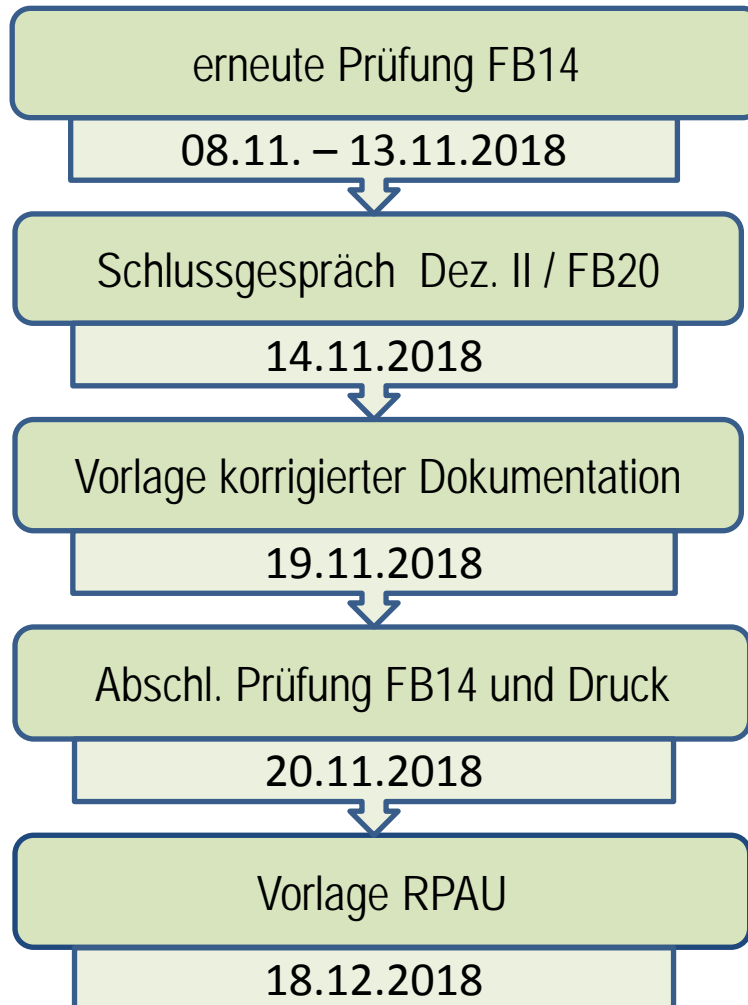 erneute Prüfung FB14
08.11. – 13.11.2018
Schlussgespräch Dez. II / FB20
14.11.2018
Vorlage korrigierter Dokumentation
19.11.2018
Abschl. Prüfung FB14 und Druck
20.11.2018
Vorlage RPAU
18.12.2018